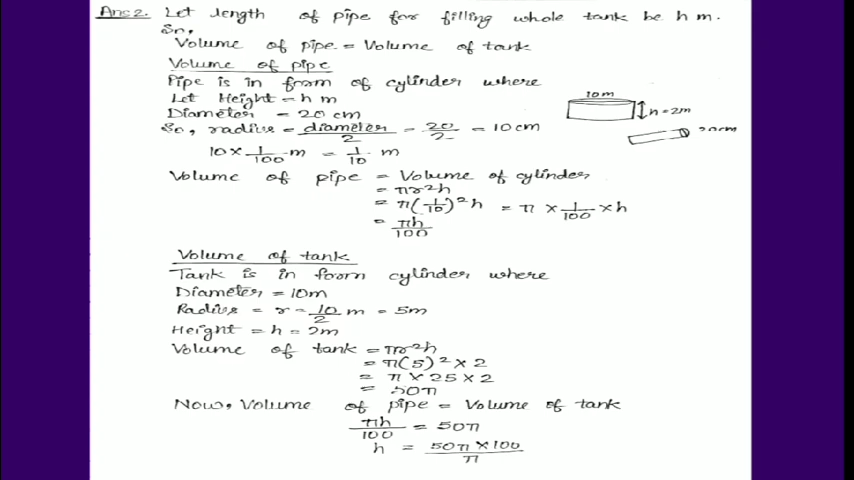 Ans 2. Let length of pipe for filling whole tank be h m.
So,
Volume of pipe = Volume of tank
Volume of pipe
Pipe is in from of cylinder where
Let Height = h m
Diameter = 20 cm
So, radius = diameter/2 = 20/2 = 10 cm
10 × 1/100 m = 1/10 m
10m
h = 2m
20cm
Volume of pipe = Volume of cylinder
= πr²h
= π(1/10)²h = π × 1/100 × h
= πh/100
Volume of tank
Tank is in form cylinder where
Diameter = 10m
Radius = r = 10/2 m = 5m
Height = h = 2m
Volume of tank = πr²h
= π(5)² × 2
= π × 25 × 2
= 50π
Now, Volume of pipe = Volume of tank
πh/100 = 50π
h = 50π × 100/π